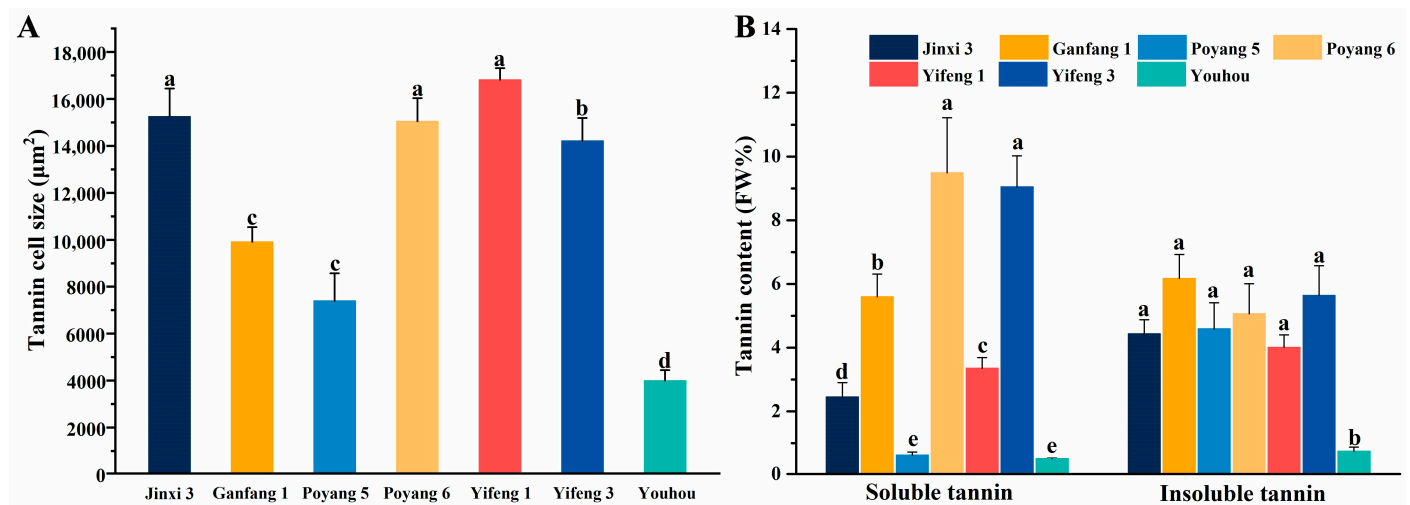 A
Tannin cell size (μm²)
18,000
16,000
14,000
12,000
10,000
8000
6000
4000
2000
0
a
c
c
a
a
b
d
Jinxi 3 Ganfang 1 Poyang 5 Poyang 6 Yifeng 1 Yifeng 3 Youhou
B
Tannin content (FW%)
14
12
10
8
6
4
2
0
Jinxi 3 Ganfang 1 Poyang 5 Poyang 6
Yifeng 1 Yifeng 3 Youhou
d
b
e
a
c
a
e
a
a
a
a
a
a
b
Soluble tannin Insoluble tannin